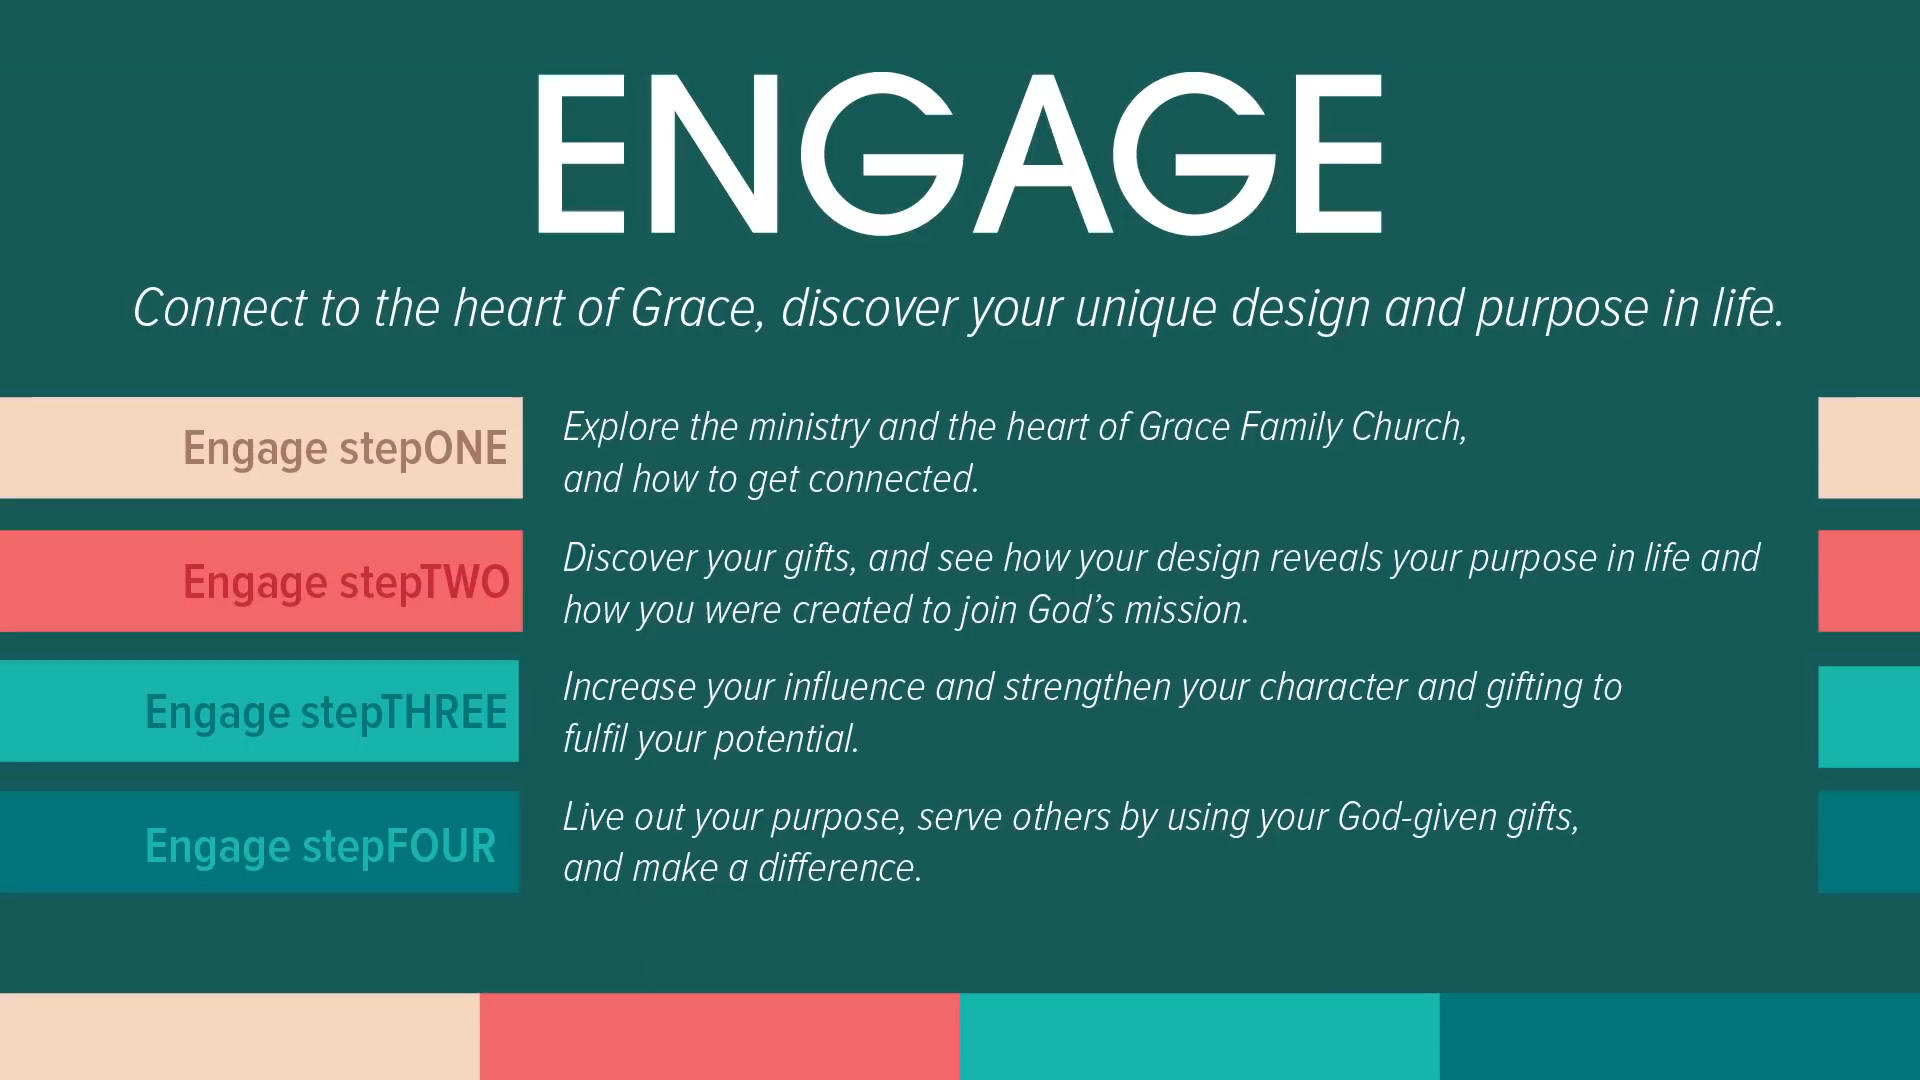 ENGAGE
Connect to the heart of Grace, discover your unique design and purpose in life.
Engage stepONE
Explore the ministry and the heart of Grace Family Church,
and how to get connected.
Engage stepTWO
Discover your gifts, and see how your design reveals your purpose in life and
how you were created to join God’s mission.
Engage stepTHREE
Increase your influence and strengthen your character and gifting to
fulfil your potential.
Engage stepFOUR
Live out your purpose, serve others by using your God-given gifts,
and make a difference.